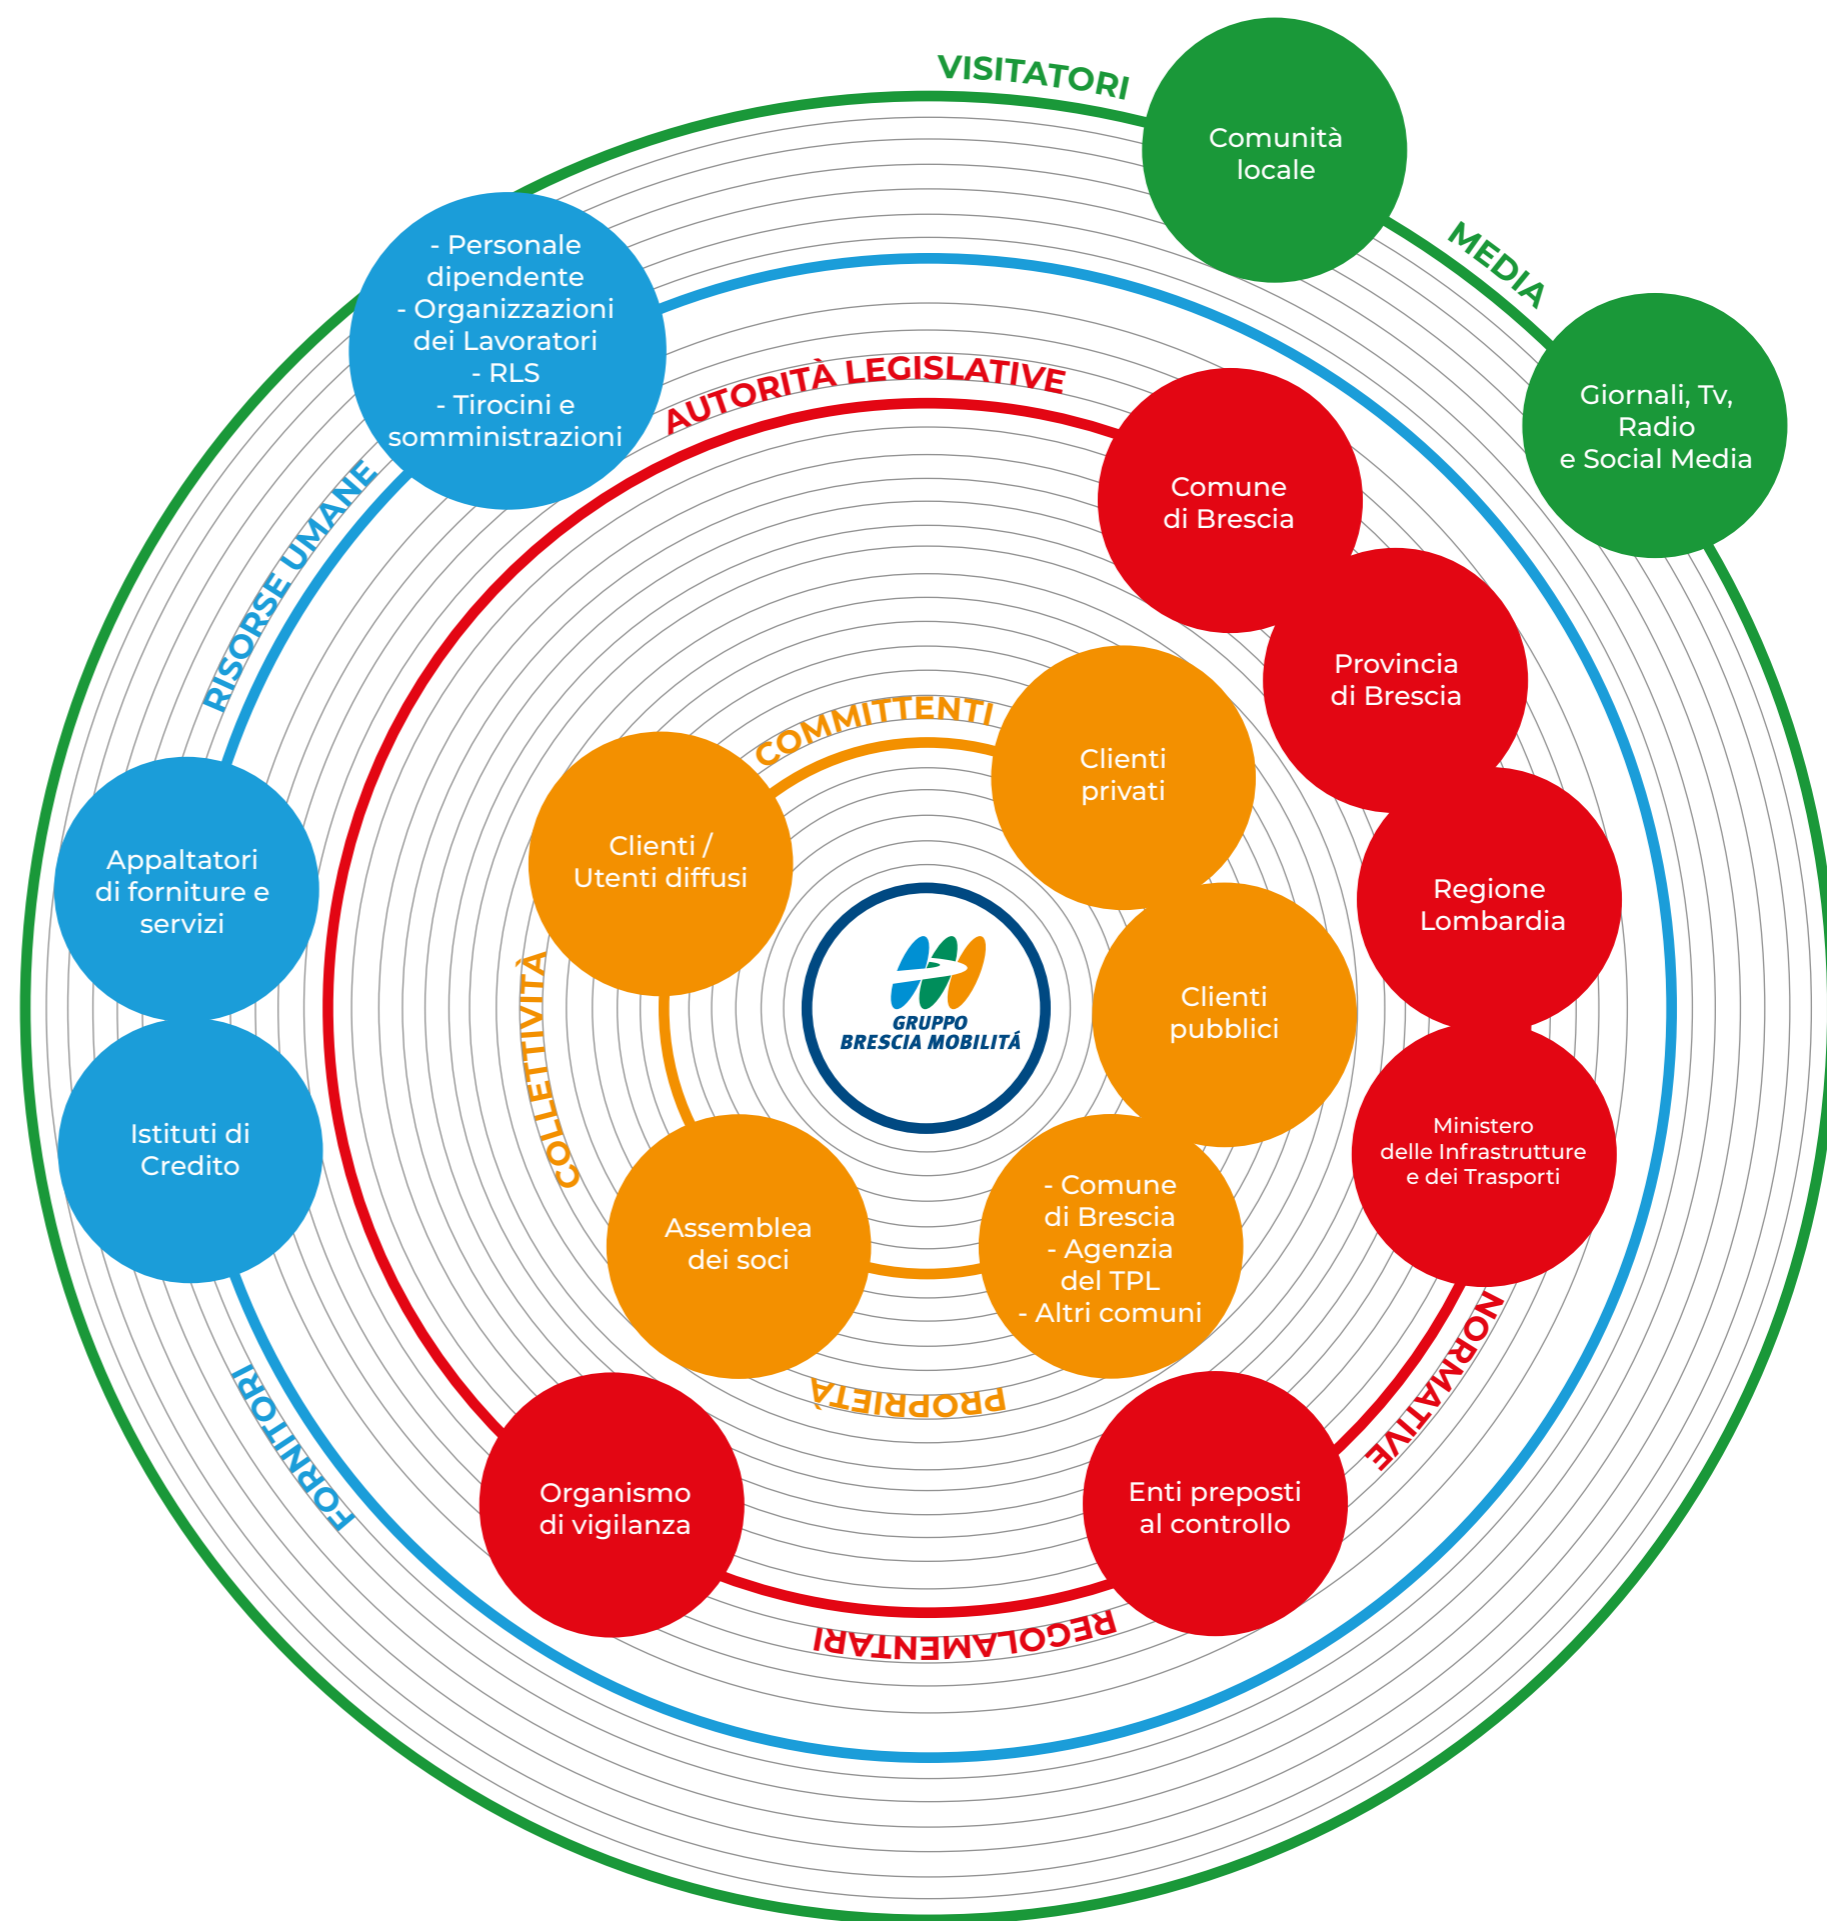 VISITATORI
Comunità
locale
MEDIA
Giornali, Tv,
Radio
e Social Media
- Personale
dipendente
- Organizzazioni
dei Lavoratori
- RLS
- Tirocini e
somministrazioni
RISORSE UMANE
Appaltatori
di forniture e
servizi
Istituti di
Credito
FORNITORI
AUTORITÀ LEGISLATIVE
Comune
di Brescia
Provincia
di Brescia
Regione
Lombardia
Ministero
delle Infrastrutture
e dei Trasporti
NORMATIVE
Enti preposti
al controllo
REGOLAMENTARI
Organismo
di vigilanza
COMMITTENTI
Clienti
privati
Clienti
pubblici
- Comune
di Brescia
- Agenzia
del TPL
- Altri comuni
PROPRIETÀ
Assemblea
dei soci
COLLETTIVITÀ
Clienti /
Utenti diffusi
GRUPPO
BRESCIA MOBILITÁ